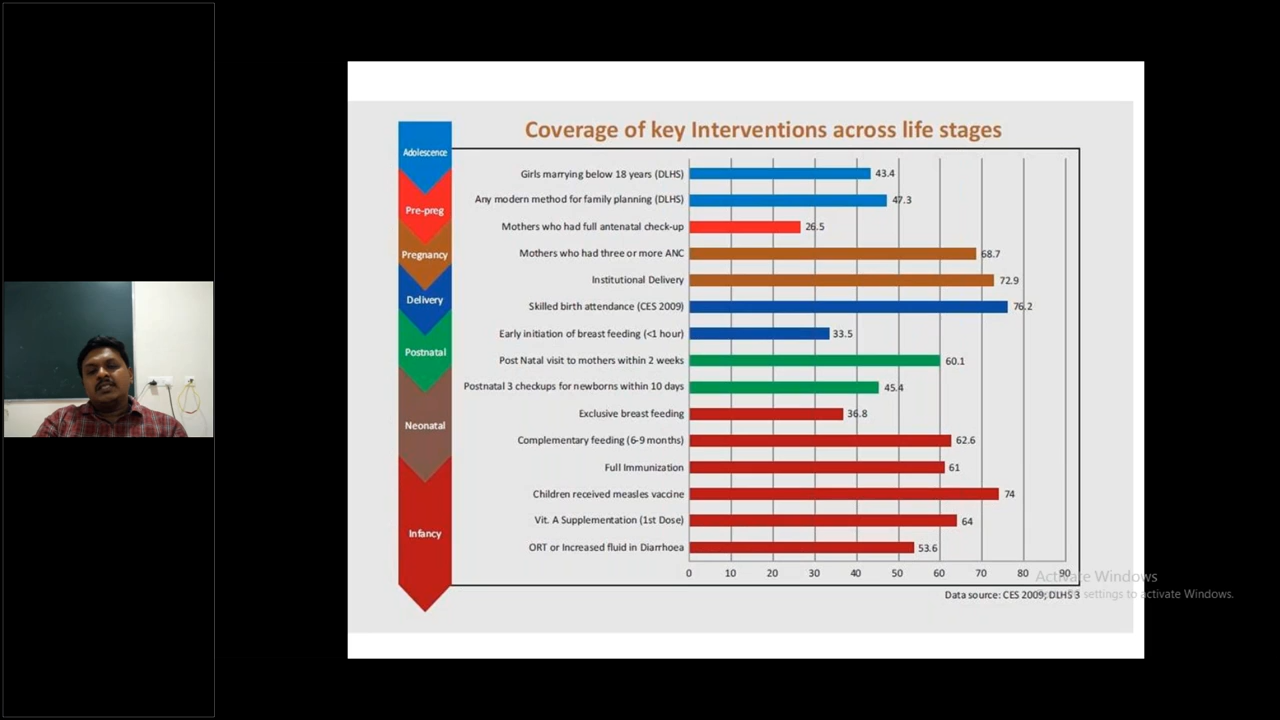 Coverage of key Interventions across life stages
Adolescence
Pre-preg
Pregnancy
Delivery
Postnatal
Neonatal
Infancy
Girls marrying below 18 years (DLHS) 43.4
Any modern method for family planning (DLHS) 47.3
Mothers who had full antenatal check-up 26.5
Mothers who had three or more ANC 68.7
Institutional Delivery 72.9
Skilled birth attendance (CES 2009) 76.2
Early initiation of breast feeding (<1 hour) 33.5
Post Natal visit to mothers within 2 weeks 60.1
Postnatal 3 checkups for newborns within 10 days 45.4
Exclusive breast feeding 36.8
Complementary feeding (6-9 months) 62.6
Full Immunization 61
Children received measles vaccine 74
Vit. A Supplementation (1st Dose) 64
ORT or Increased fluid in Diarrhoea 53.6
0 10 20 30 40 50 60 70 80 90
Activate Windows
Data source: CES 2009, DLHS 3
settings to activate Windows.